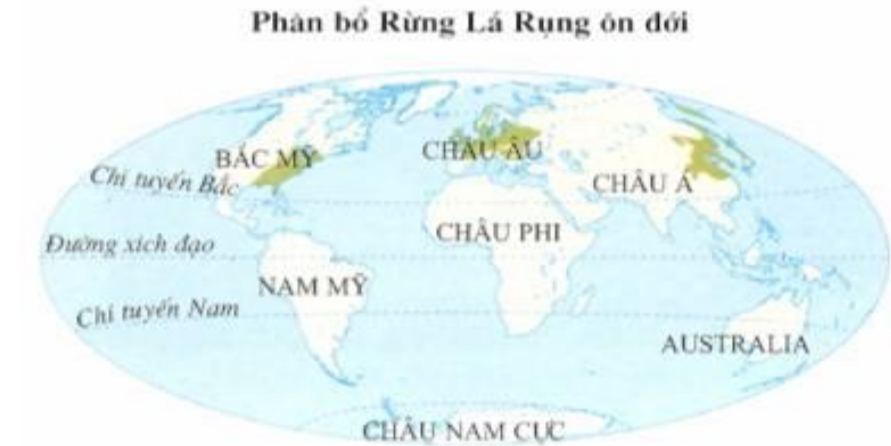 Phân bổ Rừng Lá Rụng ôn đới
BẮC MỸ
CHÂU ÂU
Chí tuyến Bắc
CHÂU Á
CHÂU PHI
Đường xích đạo
NAM MỸ
Chí tuyến Nam
AUSTRALIA
CHÂU NAM CỰC